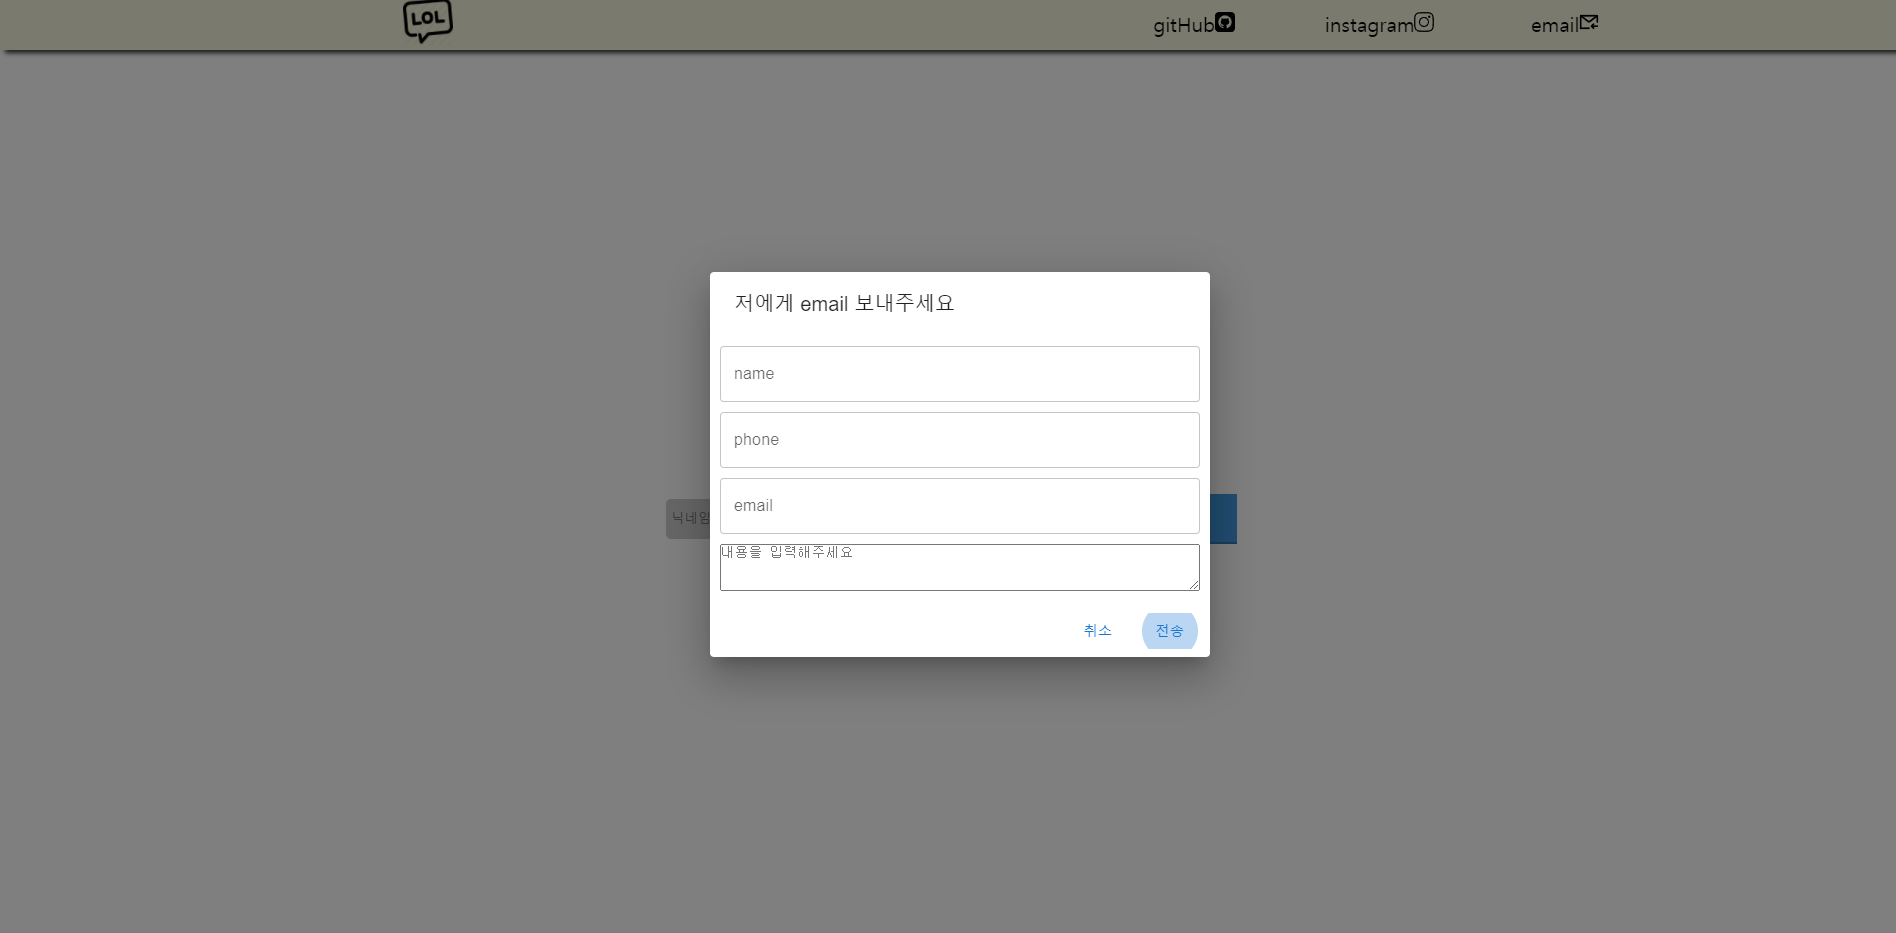 LOL
gitHub
instagram
email
저에게 email 보내주세요
name
phone
email
닉네임
내용을 입력해주세요
취소
전송